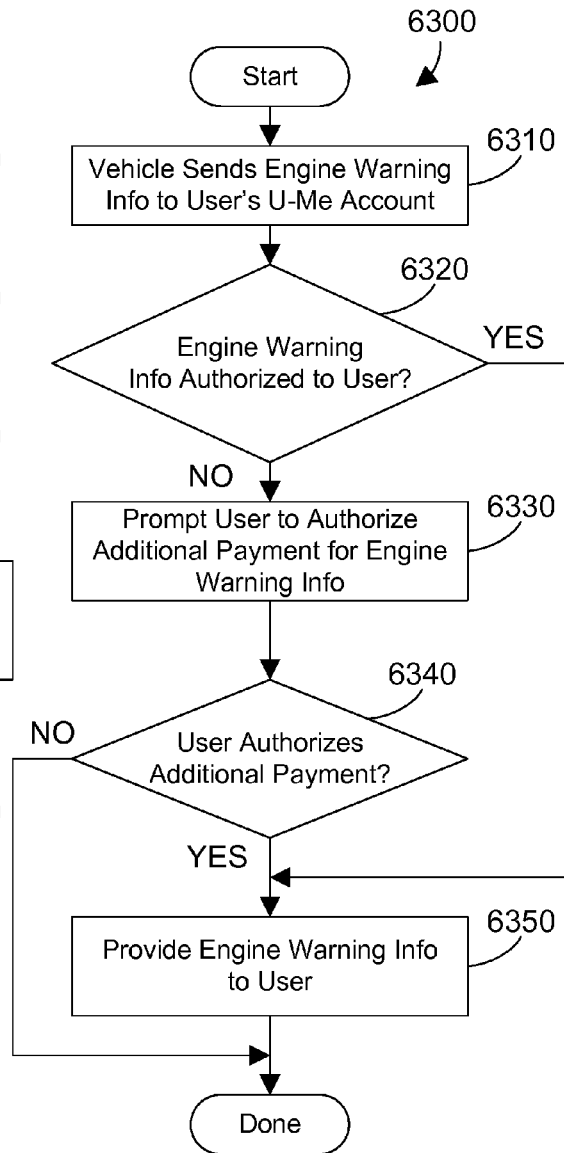 6300
Start
6310
Vehicle Sends Engine Warning
Info to User's U-Me Account
6320
Engine Warning
Info Authorized to User?
YES
NO
6330
Prompt User to Authorize
Additional Payment for Engine
Warning Info
6340
NO
User Authorizes
Additional Payment?
YES
6350
Provide Engine Warning Info
to User
Done